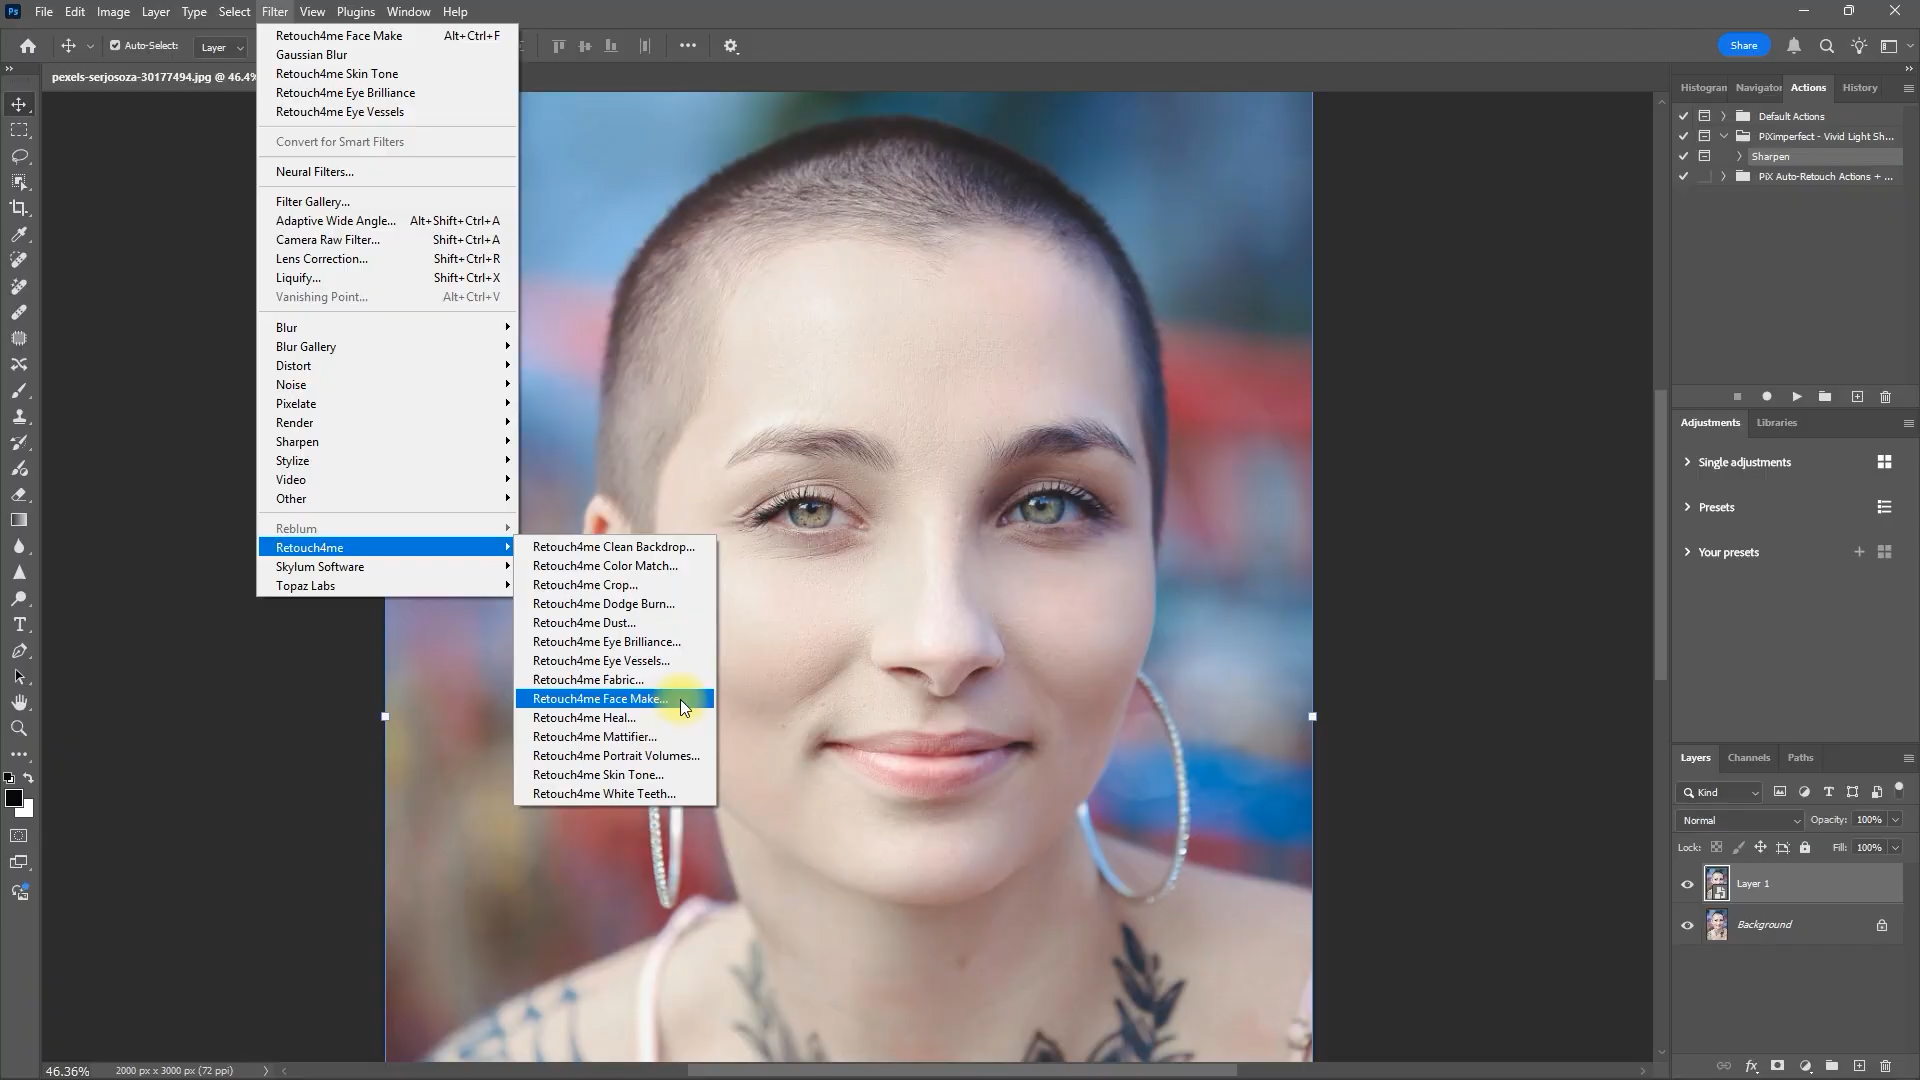 Ps File Edit Image Layer Type Select Filter View Plugins Window Help
Auto-Select: Layer
Share
pexels-serjosoza-30177494.jpg @ 46.4%
Retouch4me Face Make Alt+Ctrl+F
Gaussian Blur
Retouch4me Skin Tone
Retouch4me Eye Brilliance
Retouch4me Eye Vessels
Convert for Smart Filters
Neural Filters...
Filter Gallery...
Adaptive Wide Angle... Alt+Shift+Ctrl+A
Camera Raw Filter... Shift+Ctrl+A
Lens Correction... Shift+Ctrl+R
Liquify... Shift+Ctrl+X
Vanishing Point... Alt+Ctrl+V
Blur
Blur Gallery
Distort
Noise
Pixelate
Render
Sharpen
Stylize
Video
Other
Reblum
Retouch4me
Skylum Software
Topaz Labs
Retouch4me Clean Backdrop...
Retouch4me Color Match...
Retouch4me Crop...
Retouch4me Dodge Burn...
Retouch4me Dust...
Retouch4me Eye Brilliance...
Retouch4me Eye Vessels...
Retouch4me Fabric...
Retouch4me Face Make...
Retouch4me Heal...
Retouch4me Mattifier...
Retouch4me Portrait Volumes...
Retouch4me Skin Tone...
Retouch4me White Teeth...
Histogran Navigator Actions History
Default Actions
PiXimperfect - Vivid Light Sh...
Sharpen
PiX Auto-Retouch Actions + ...
Adjustments Libraries
Single adjustments
Presets
Your presets
Layers Channels Paths
Kind
Normal Opacity: 100%
Lock: Fill: 100%
Layer 1
Background
46.36% 2000 px x 3000 px (72 ppi)